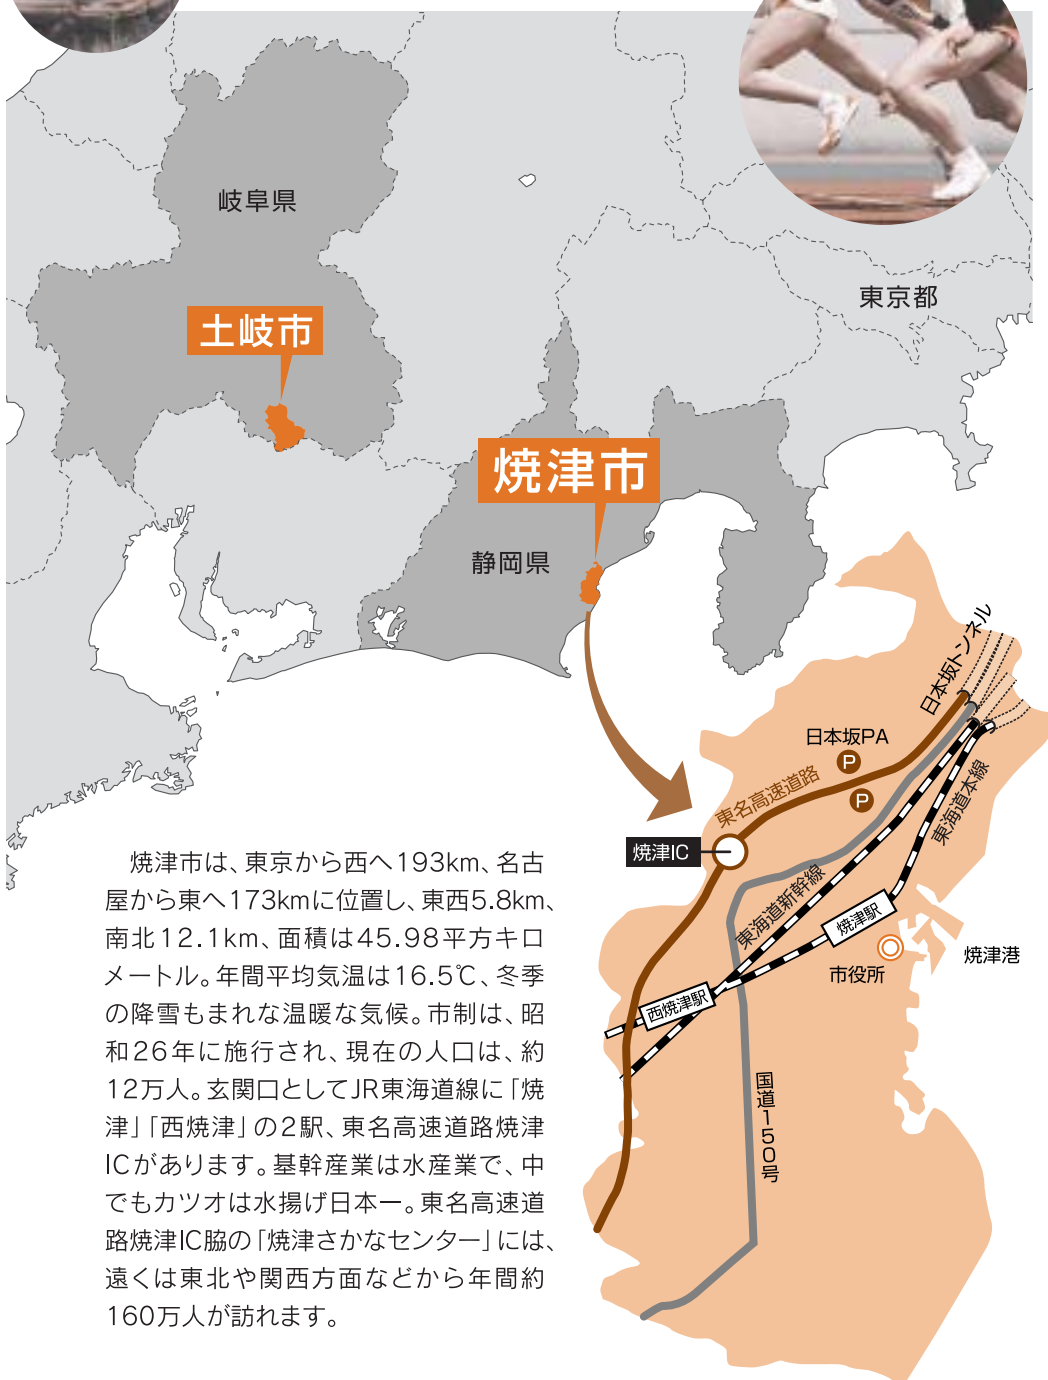 岐阜県
東京都
土岐市
焼津市
静岡県
日本坂トンネル
日本坂PA
P
P
東名高速道路
東海道本線
焼津IC
東海道新幹線
焼津駅
焼津港
市役所
西焼津駅
国道150号
焼津市は、東京から西へ193km、名古
屋から東へ173kmに位置し、東西5.8km、
南北12.1km、面積は45.98平方キロ
メートル。年間平均気温は16.5℃、冬季
の降雪もまれな温暖な気候。市制は、昭
和26年に施行され、現在の人口は、約
12万人。玄関口としてJR東海道線に「焼
津」「西焼津」の2駅、東名高速道路焼津
ICがあります。基幹産業は水産業で、中
でもカツオは水揚げ日本一。東名高速道
路焼津IC脇の「焼津さかなセンター」には、
遠くは東北や関西方面などから年間約
160万人が訪れます。